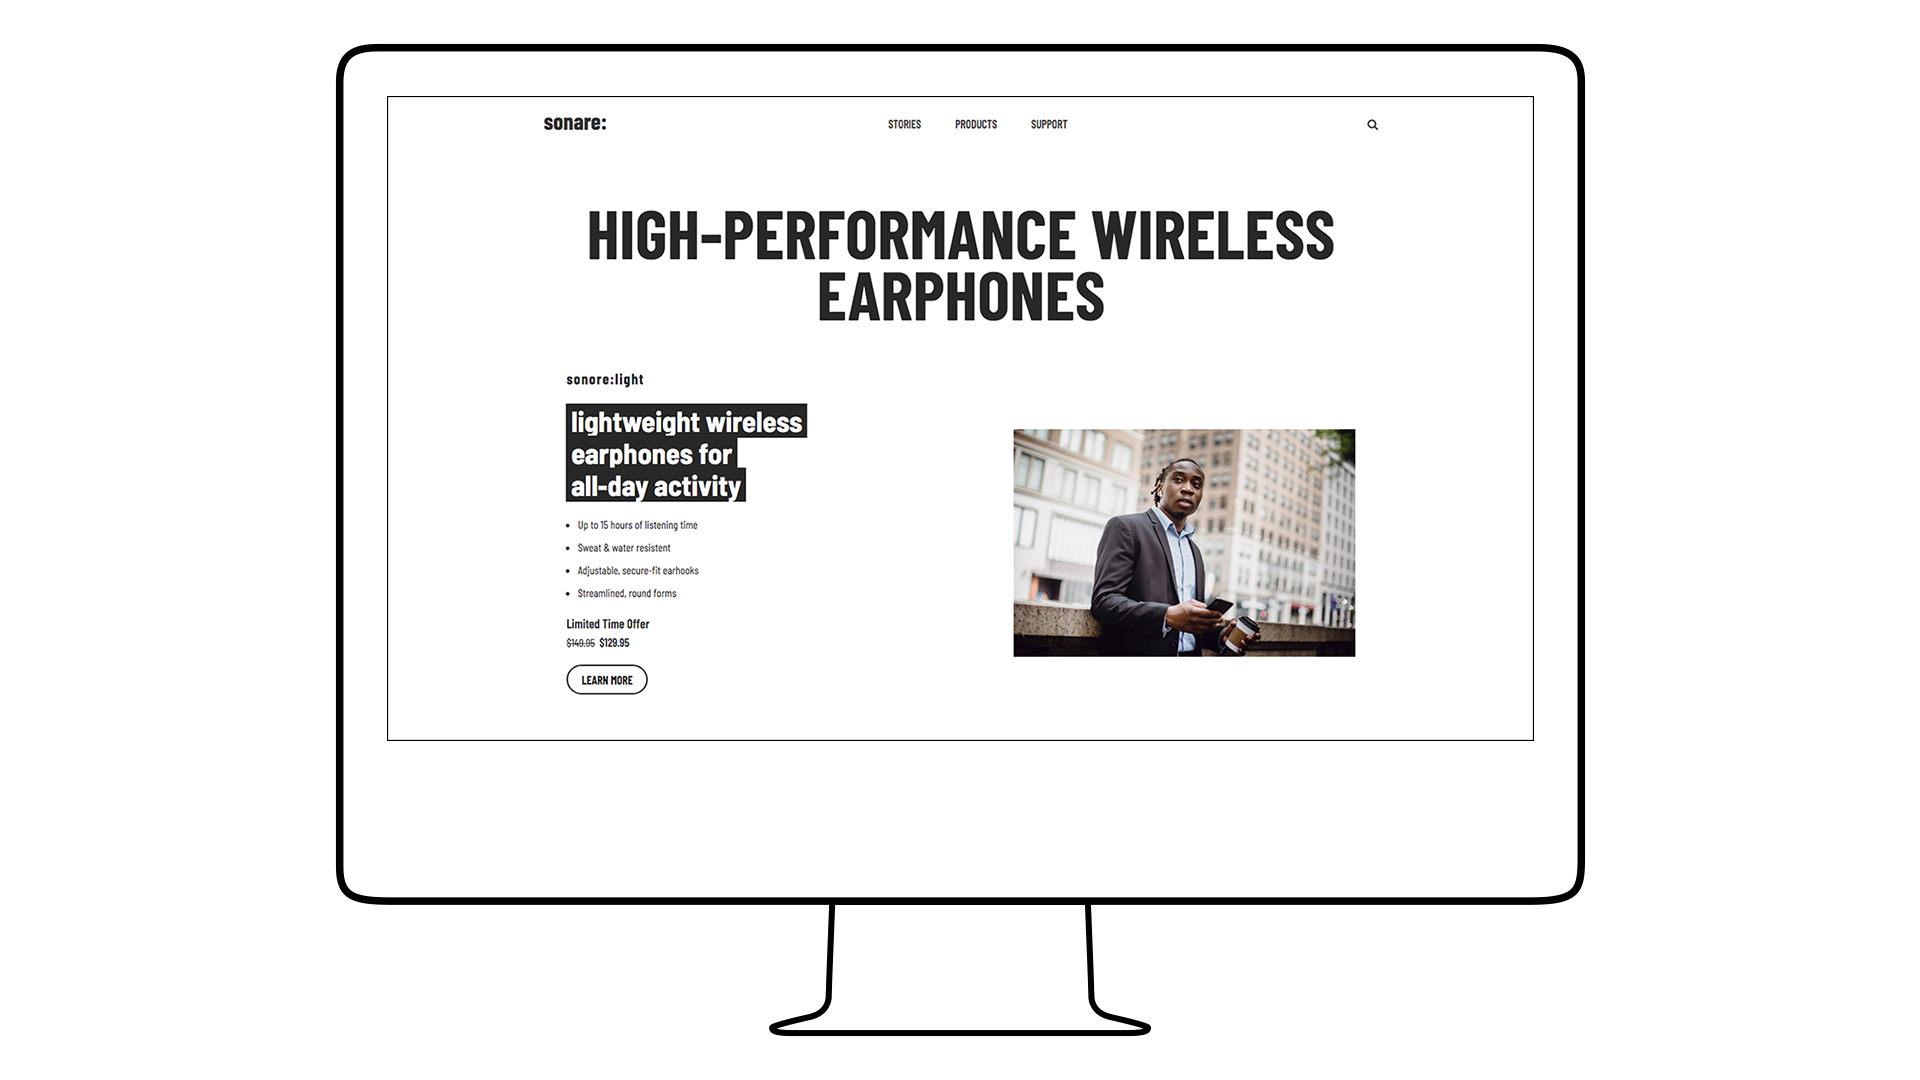 sonare:
STORIES PRODUCTS SUPPORT
HIGH-PERFORMANCE WIRELESS
EARPHONES
sonore:light
lightweight wireless
earphones for
all-day activity
Up to 15 hours of listening time
Sweat & water resistent
Adjustable, secure-fit earhooks
Streamlined, round forms
Limited Time Offer
$149.95 $129.95
LEARN MORE